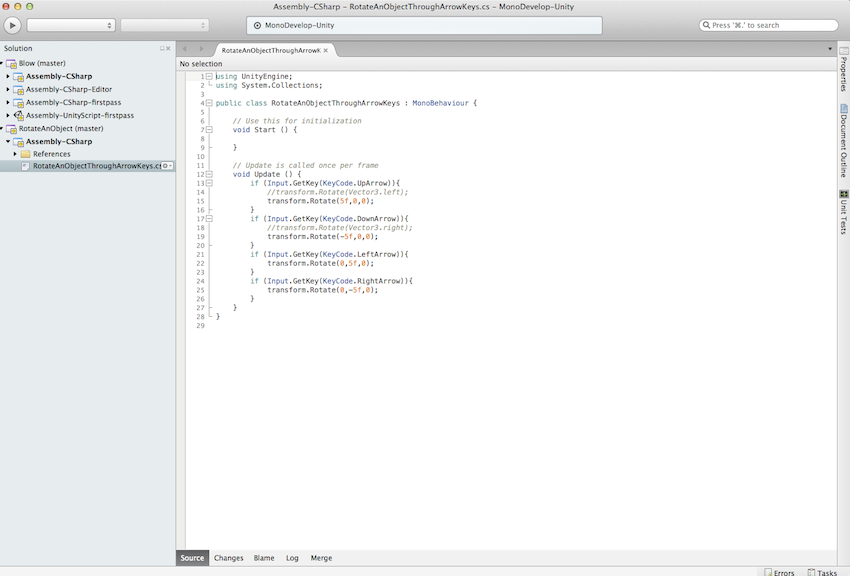 Assembly-CSharp – RotateAnObjectThroughArrowKeys.cs – MonoDevelop-Unity
MonoDevelop-Unity
Press '⌘.' to search
Solution
Blow (master)
Assembly-CSharp
Assembly-CSharp-Editor
Assembly-CSharp-firstpass
Assembly-UnityScript-firstpass
RotateAnObject (master)
Assembly-CSharp
References
RotateAnObjectThroughArrowKeys.cs
RotateAnObjectThroughArrowK
No selection
1 using UnityEngine;
2 using System.Collections;
3
4 public class RotateAnObjectThroughArrowKeys : MonoBehaviour {
5
6 // Use this for initialization
7 void Start () {
8
9 }
10
11 // Update is called once per frame
12 void Update () {
13 if (Input.GetKey(KeyCode.UpArrow)){
14 //transform.Rotate(Vector3.left);
15 transform.Rotate(5f,0,0);
16 }
17 if (Input.GetKey(KeyCode.DownArrow)){
18 //transform.Rotate(Vector3.right);
19 transform.Rotate(-5f,0,0);
20 }
21 if (Input.GetKey(KeyCode.LeftArrow)){
22 transform.Rotate(0,5f,0);
23 }
24 if (Input.GetKey(KeyCode.RightArrow)){
25 transform.Rotate(0,-5f,0);
26 }
27 }
28 }
29
Properties
Document Outline
Unit Tests
Source Changes Blame Log Merge
Errors Tasks